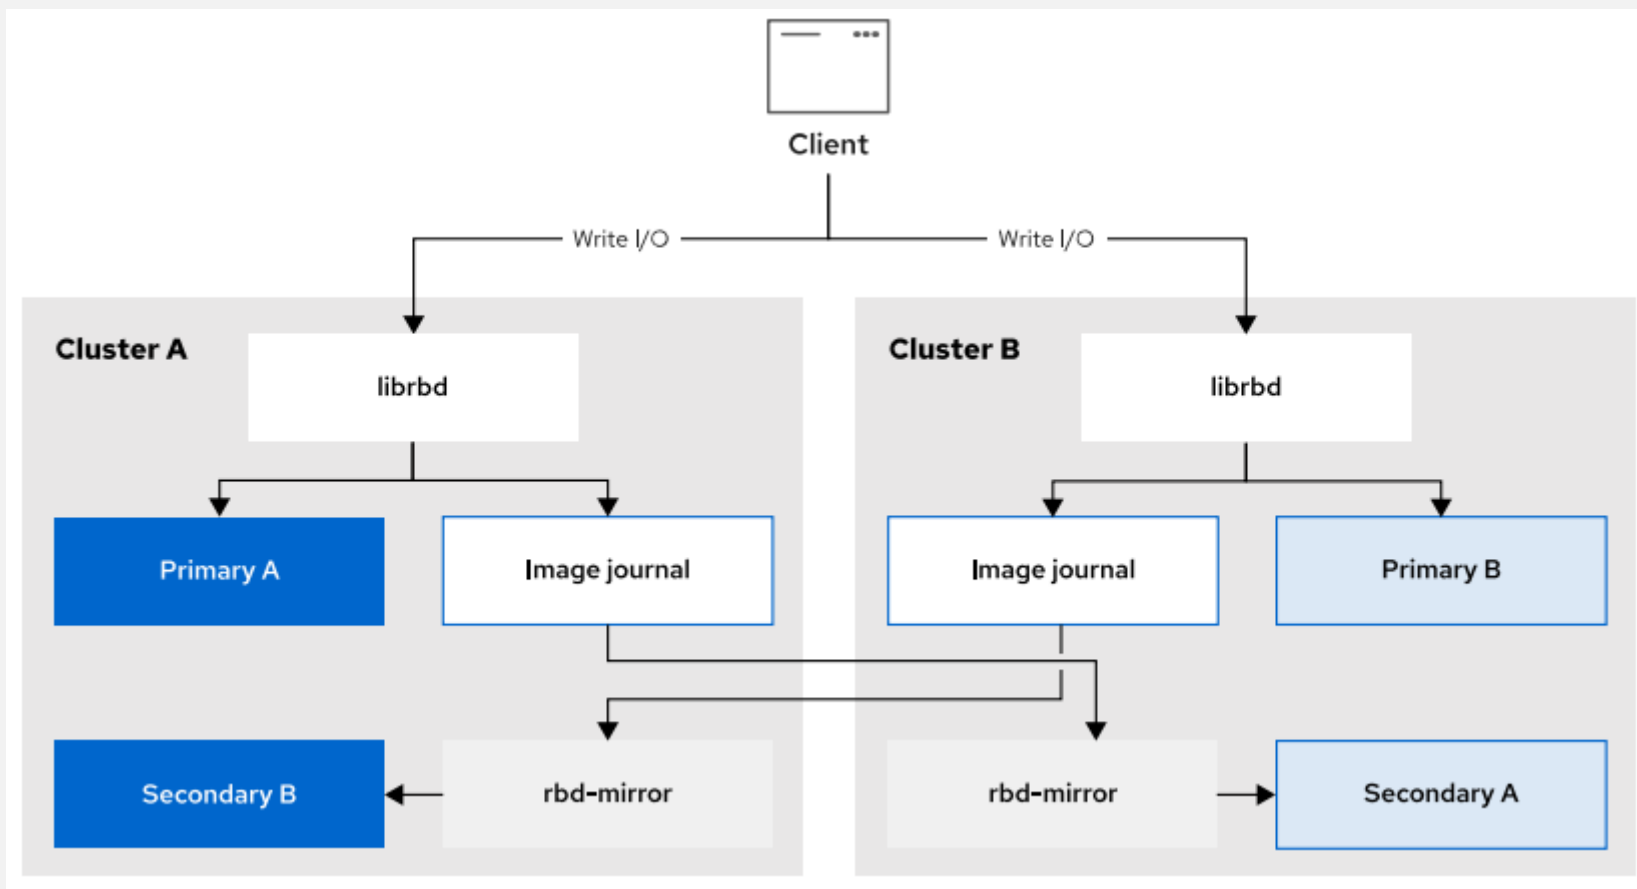 Client
Write I/O
Write I/O
Cluster A
librbd
Cluster B
librbd
Primary A
Image journal
Image journal
Primary B
Secondary B
rbd-mirror
rbd-mirror
Secondary A